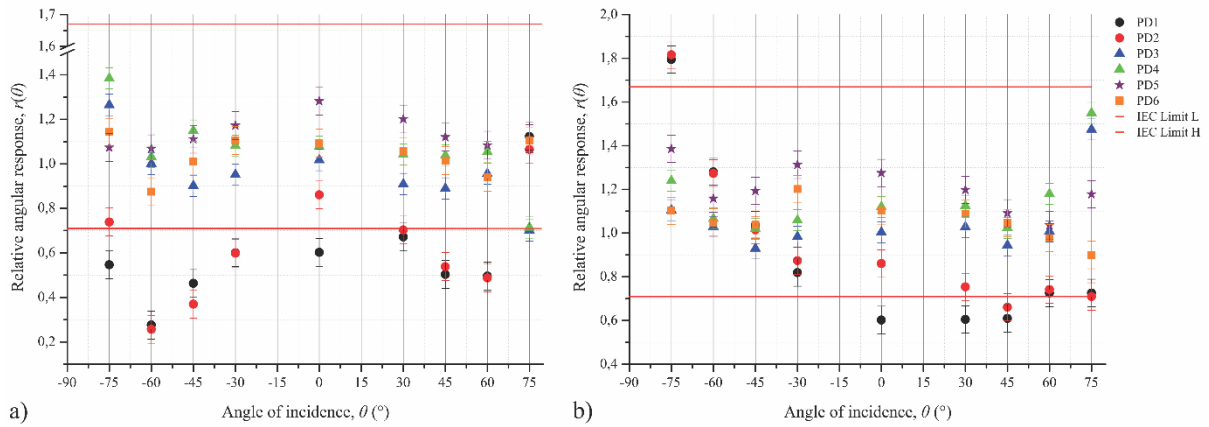 1,7
1,6
1,4
1,2
1,0
0,8
0,6
0,4
0,2
Relative angular response, r(θ)
-90 -75 -60 -45 -30 -15 0 15 30 45 60 75
Angle of incidence, θ (°)
a)
2,0
1,8
1,6
1,4
1,2
1,0
0,8
0,6
0,4
Relative angular response, r(θ)
-90 -75 -60 -45 -30 -15 0 15 30 45 60 75
Angle of incidence, θ (°)
b)
PD1
PD2
PD3
PD4
PD5
PD6
IEC Limit L
IEC Limit H